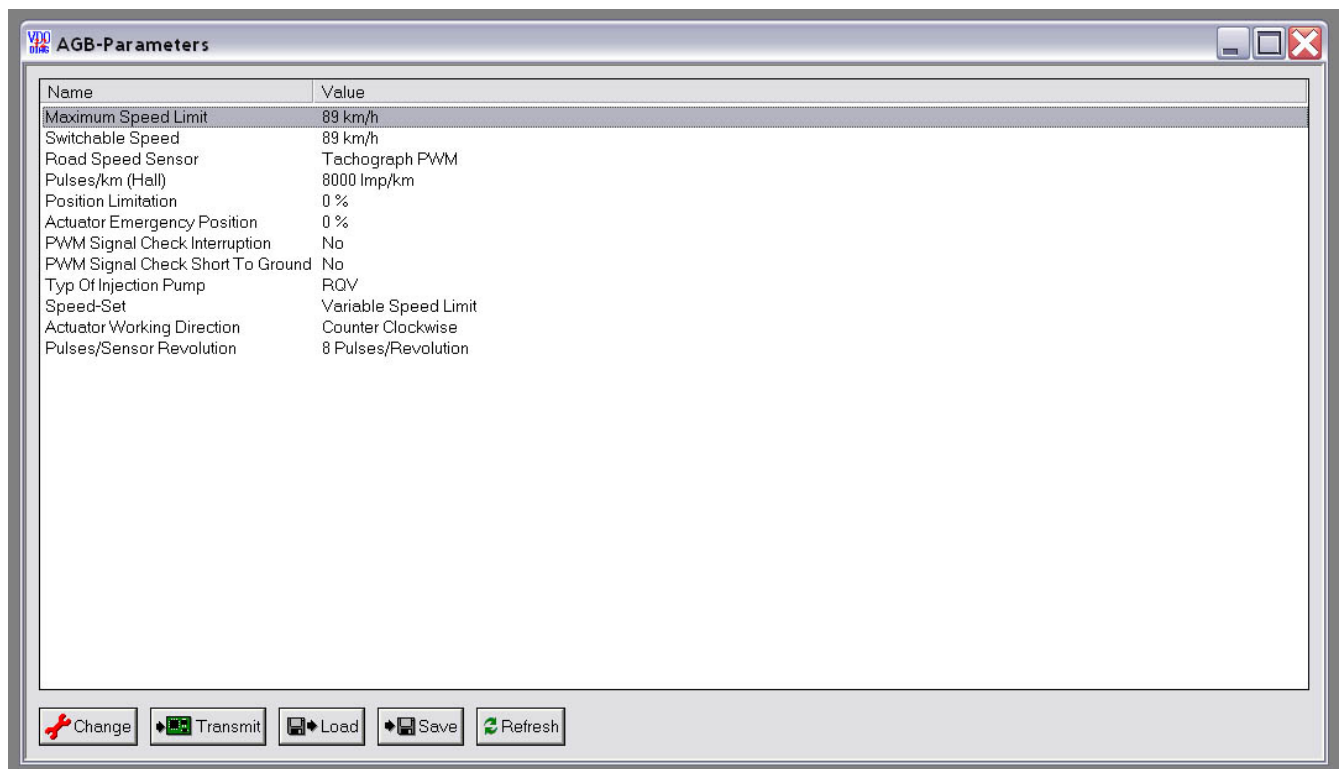 VDO DIAG AGB-Parameters
Name Value
Maximum Speed Limit 89 km/h
Switchable Speed 89 km/h
Road Speed Sensor Tachograph PWM
Pulses/km (Hall) 8000 Imp/km
Position Limitation 0 %
Actuator Emergency Position 0 %
PWM Signal Check Interruption No
PWM Signal Check Short To Ground No
Typ Of Injection Pump RQV
Speed-Set Variable Speed Limit
Actuator Working Direction Counter Clockwise
Pulses/Sensor Revolution 8 Pulses/Revolution
Change Transmit Load Save Refresh